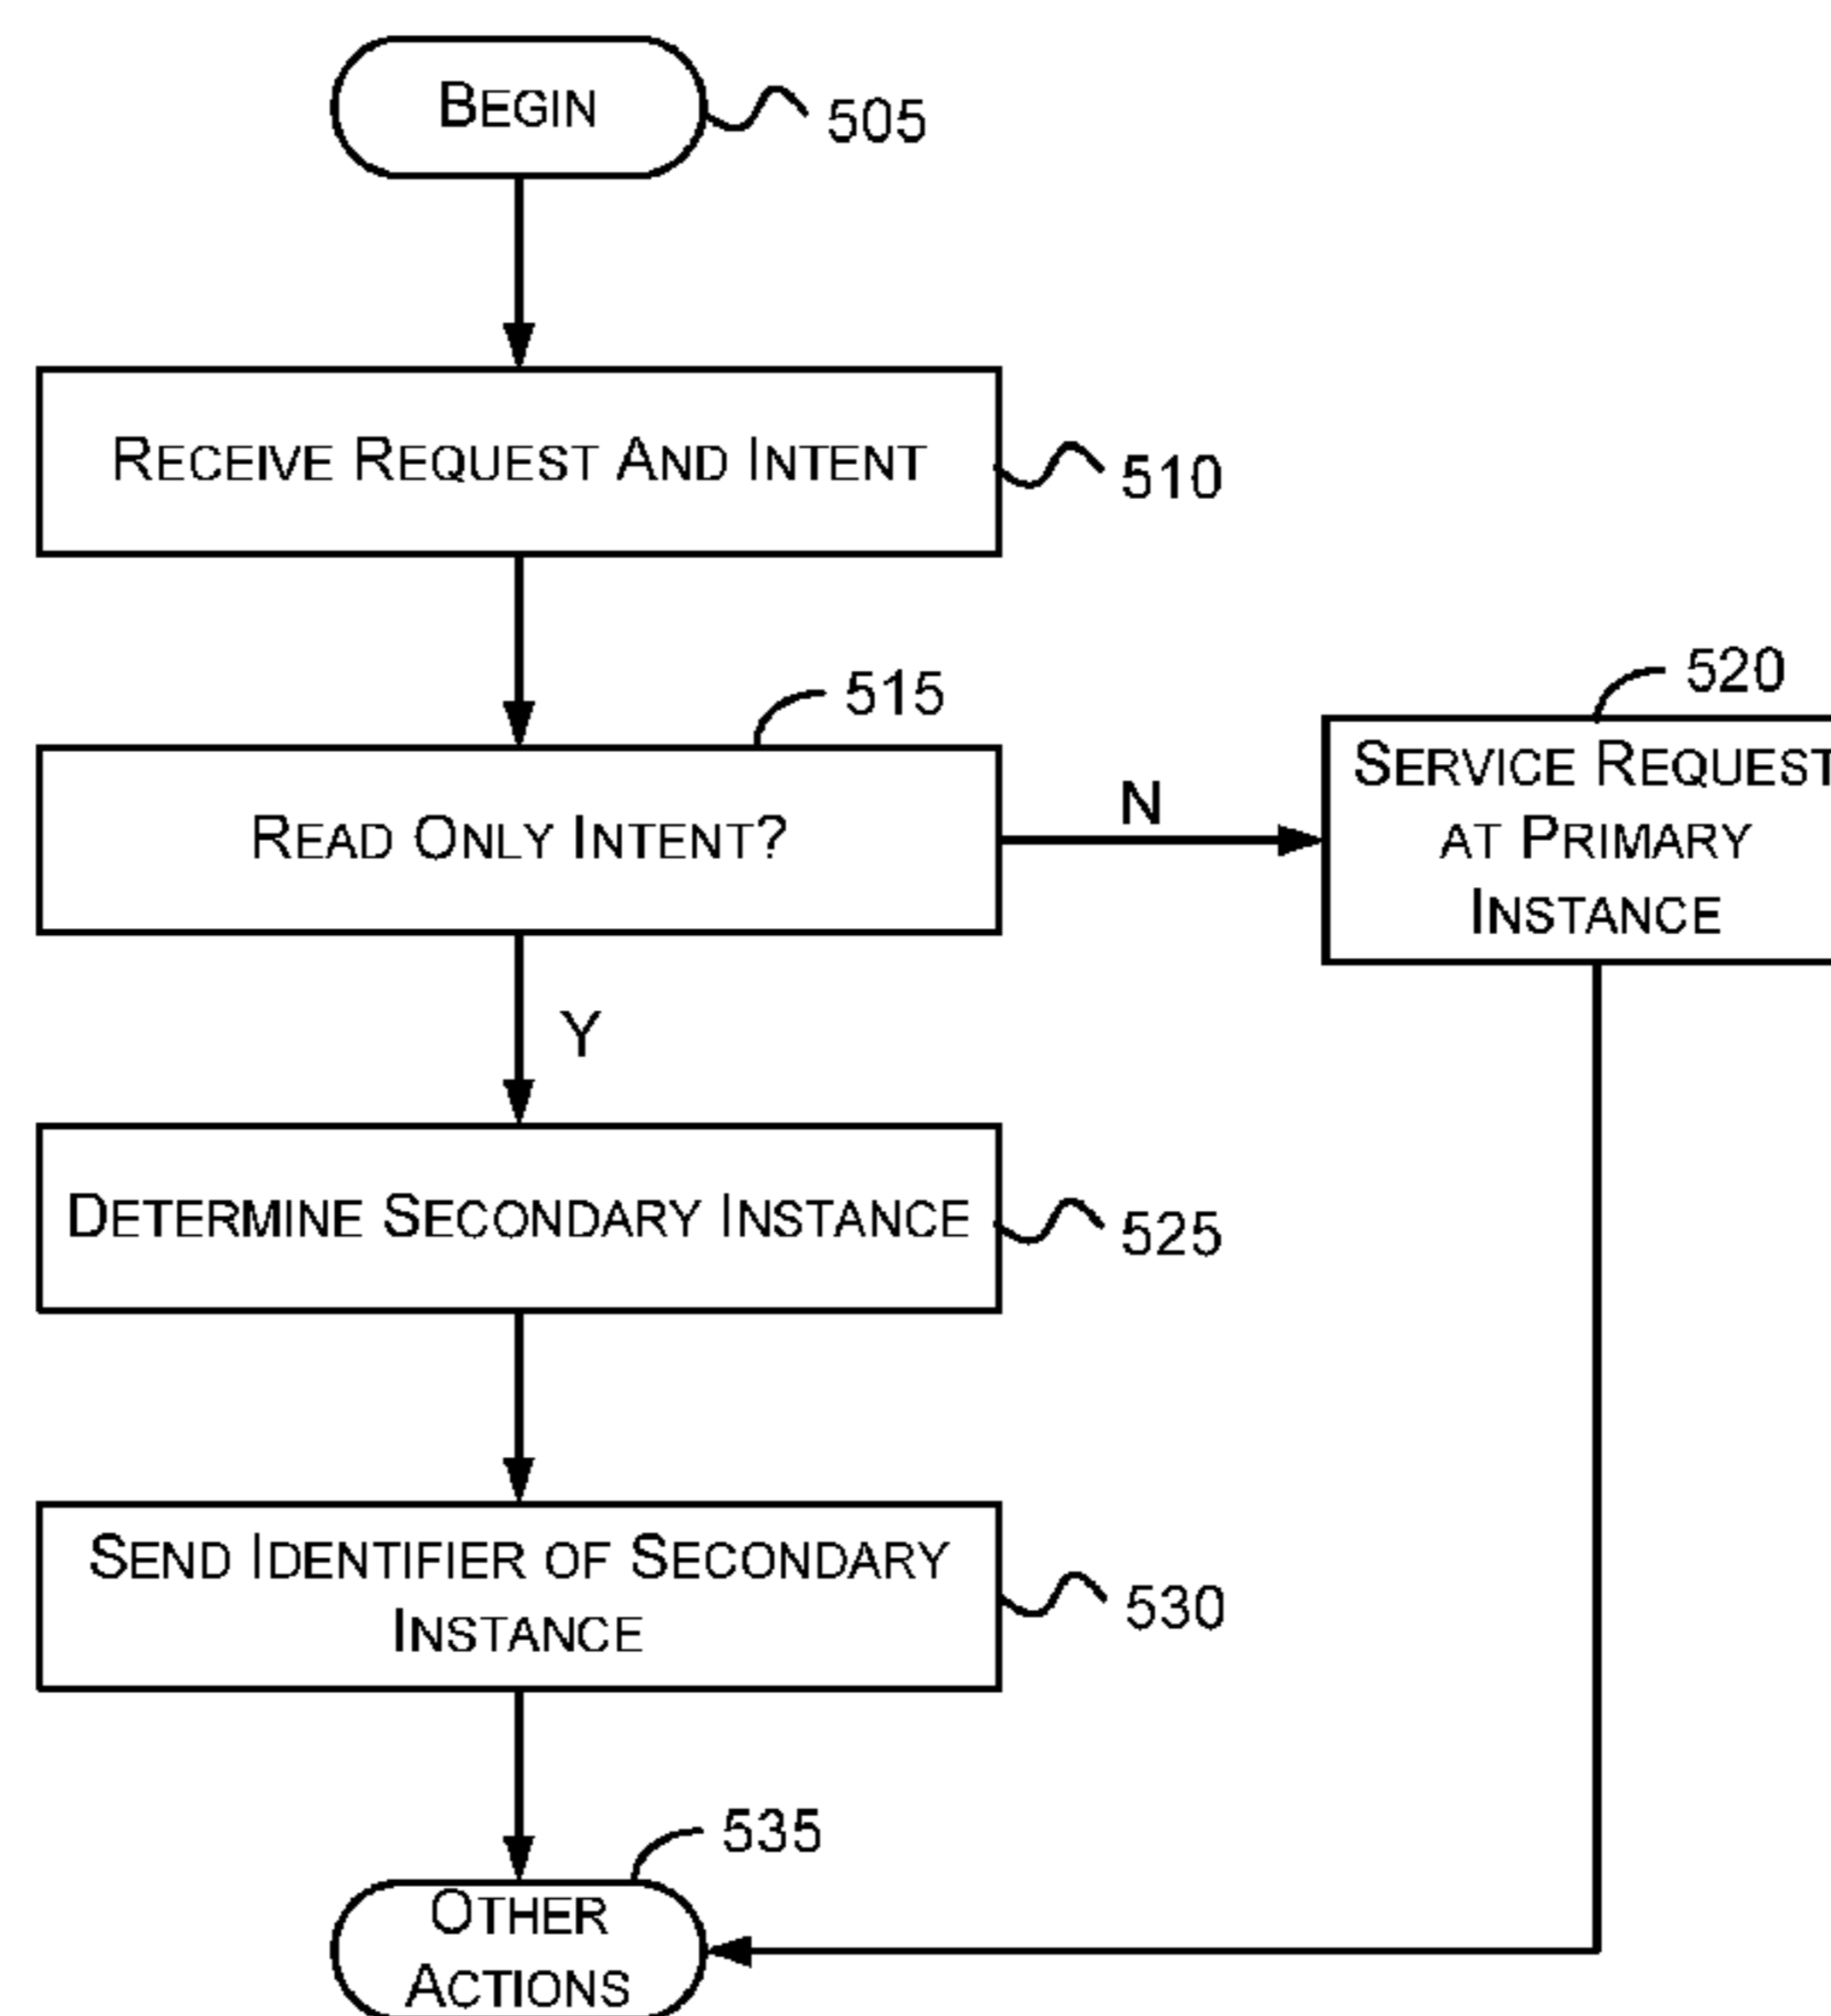 BEGIN
505
RECEIVE REQUEST AND INTENT
510
515
READ ONLY INTENT?
N
520
SERVICE REQUEST
AT PRIMARY
INSTANCE
Y
DETERMINE SECONDARY INSTANCE
525
SEND IDENTIFIER OF SECONDARY
INSTANCE
530
535
OTHER
ACTIONS